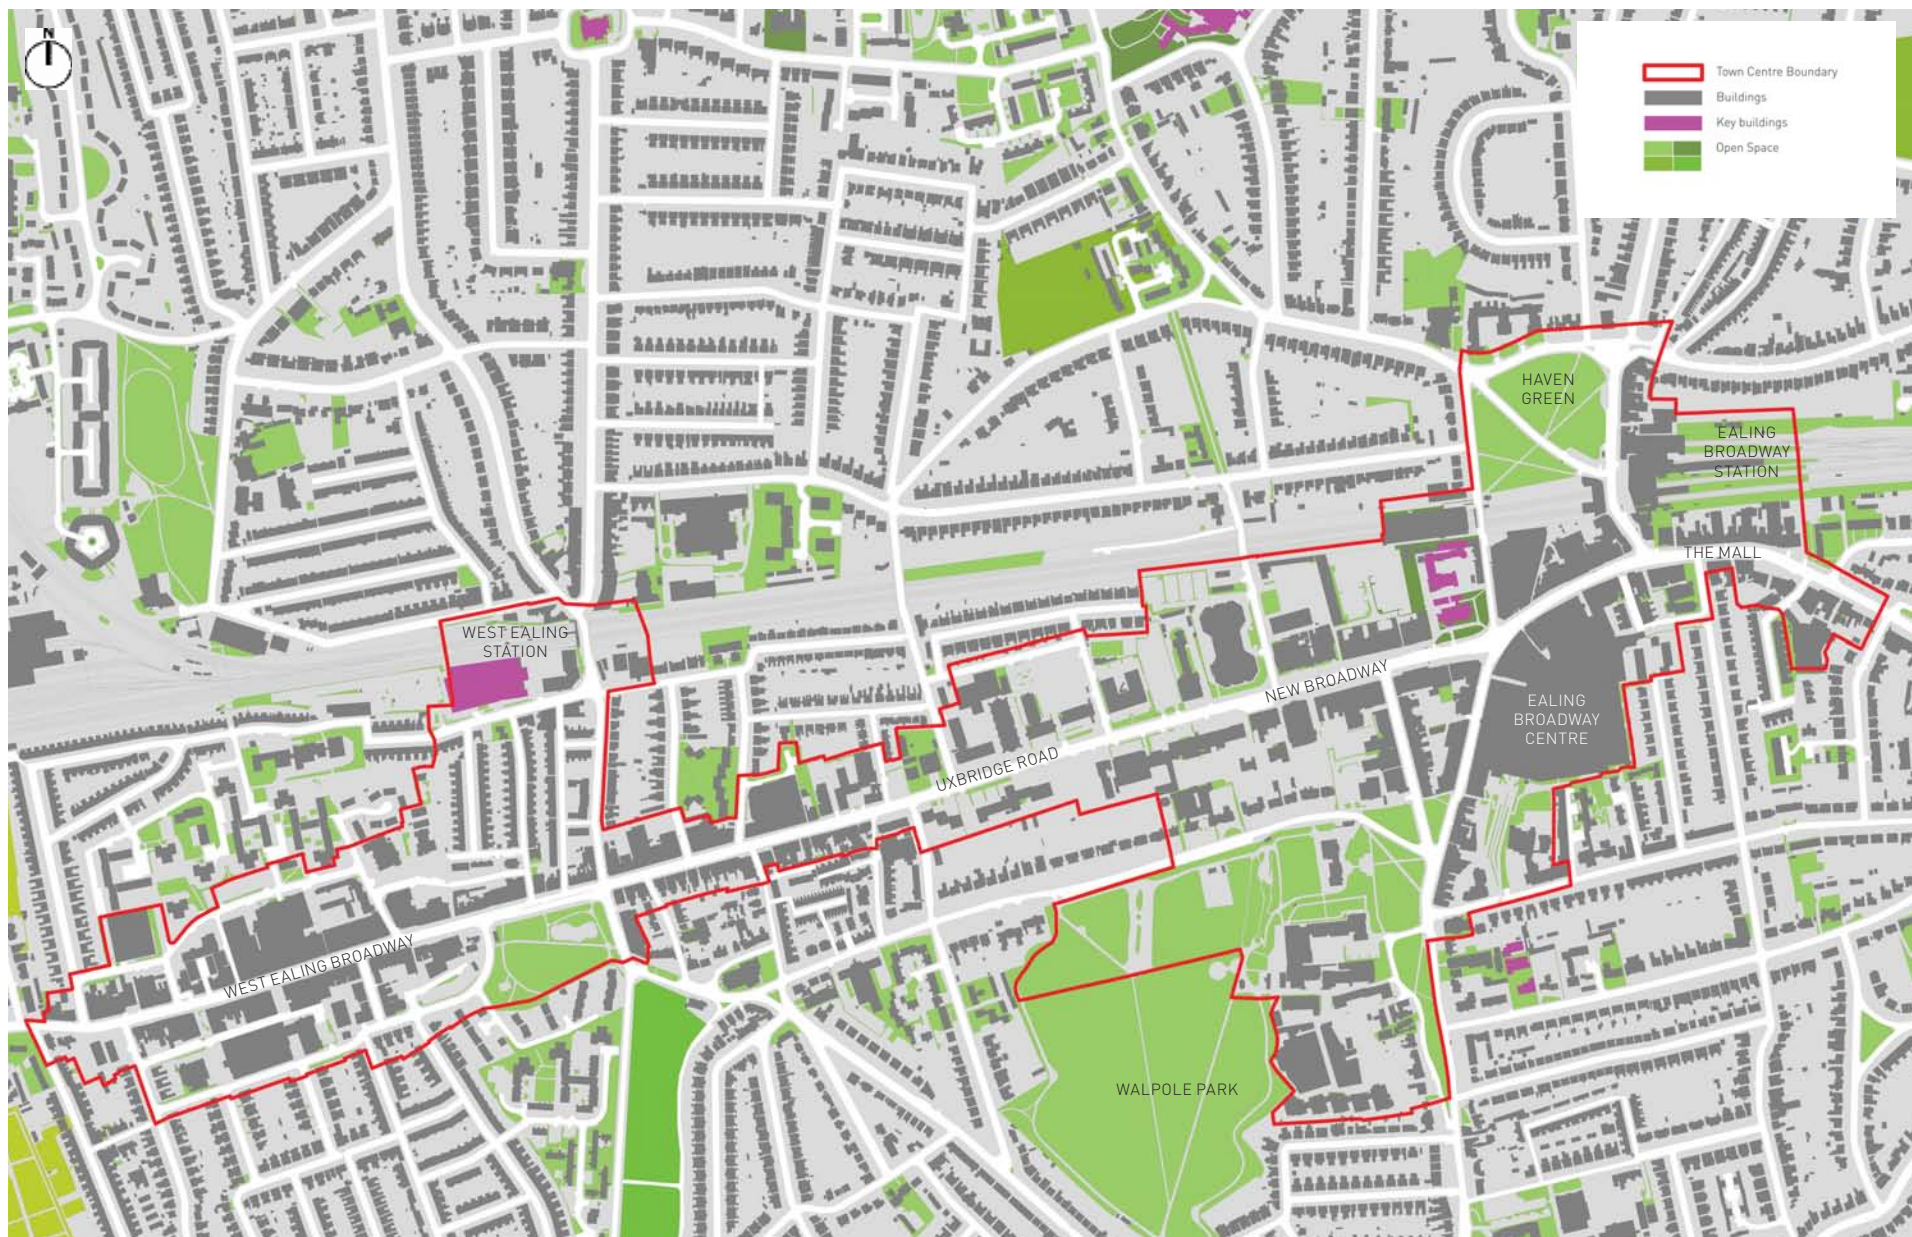 N
Town Centre Boundary
Buildings
Key buildings
Open Space
HAVEN
GREEN
EALING
BROADWAY
STATION
THE MALL
WEST EALING
STATION
NEW BROADWAY
EALING
BROADWAY
CENTRE
UXBRIDGE ROAD
WEST EALING BROADWAY
WALPOLE PARK